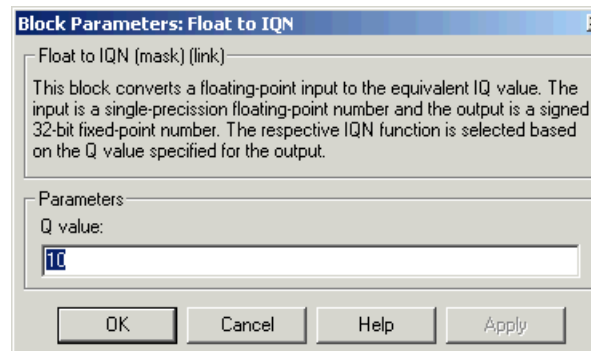 Block Parameters: Float to IQN
Float to IQN (mask) (link)
This block converts a floating-point input to the equivalent IQ value. The
input is a single-precission floating-point number and the output is a signed
32-bit fixed-point number. The respective IQN function is selected based
on the Q value specified for the output.
Parameters
Q value:
10
OK Cancel Help Apply